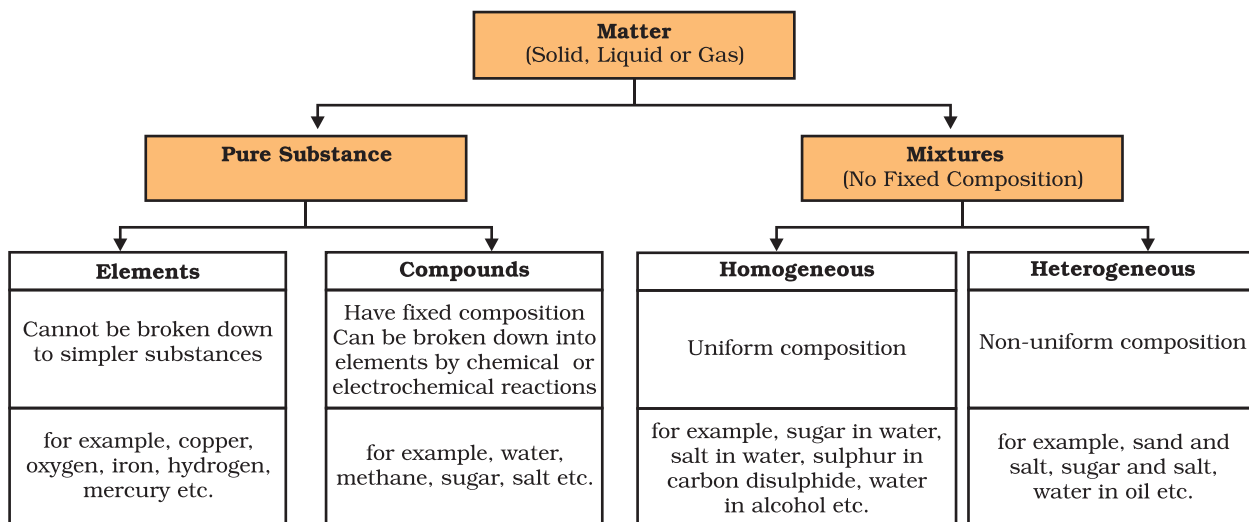 Matter
(Solid, Liquid or Gas)
Pure Substance
Mixtures
(No Fixed Composition)
Elements
Cannot be broken down
to simpler substances
for example, copper,
oxygen, iron, hydrogen,
mercury etc.
Compounds
Have fixed composition
Can be broken down into
elements by chemical or
electrochemical reactions
for example, water,
methane, sugar, salt etc.
Homogeneous
Uniform composition
for example, sugar in water,
salt in water, sulphur in
carbon disulphide, water
in alcohol etc.
Heterogeneous
Non-uniform composition
for example, sand and
salt, sugar and salt,
water in oil etc.